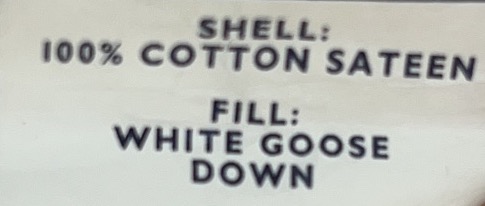 SHELL:
100% COTTON SATEEN
FILL:
WHITE GOOSE
DOWN